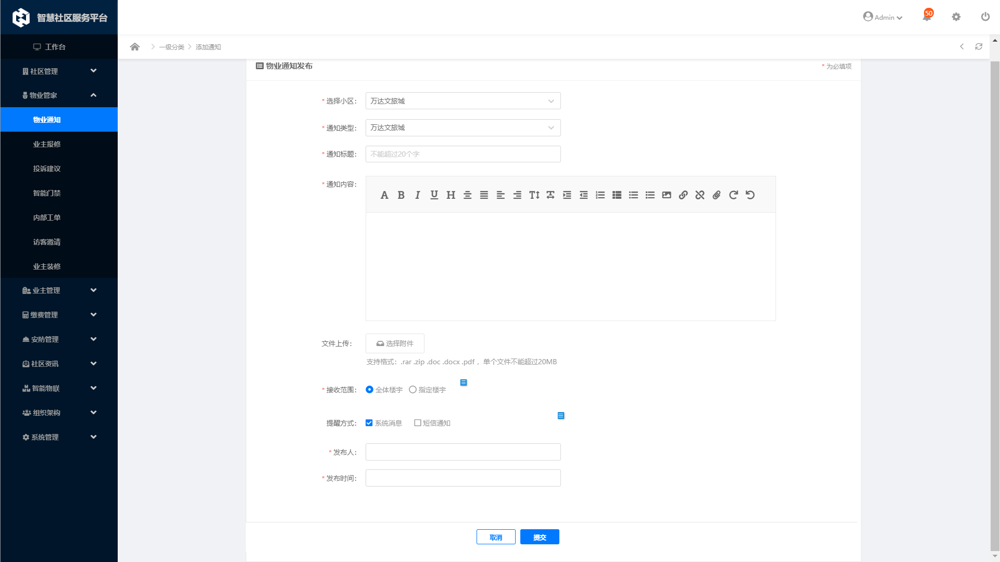 智慧社区服务平台
Admin
50
工作台
一级分类
添加通知
社区管理
物业管家
物业通知
业主报修
投诉建议
智能门禁
内部工单
访客邀请
业主装修
业主管理
缴费管理
安防管理
社区资讯
智能物联
组织架构
系统管理
物业通知发布
* 为必填项
* 选择小区：
万达文旅城
* 通知类型：
万达文旅城
* 通知标题：
不能超过20个字
* 通知内容：
A B I U H
文件上传：
选择附件
支持格式：.rar .zip .doc .docx .pdf ，单个文件不能超过20MB
* 接收范围：
全体楼宇 指定楼宇
提醒方式：
系统消息 短信通知
* 发布人：
* 发布时间：
取消 提交